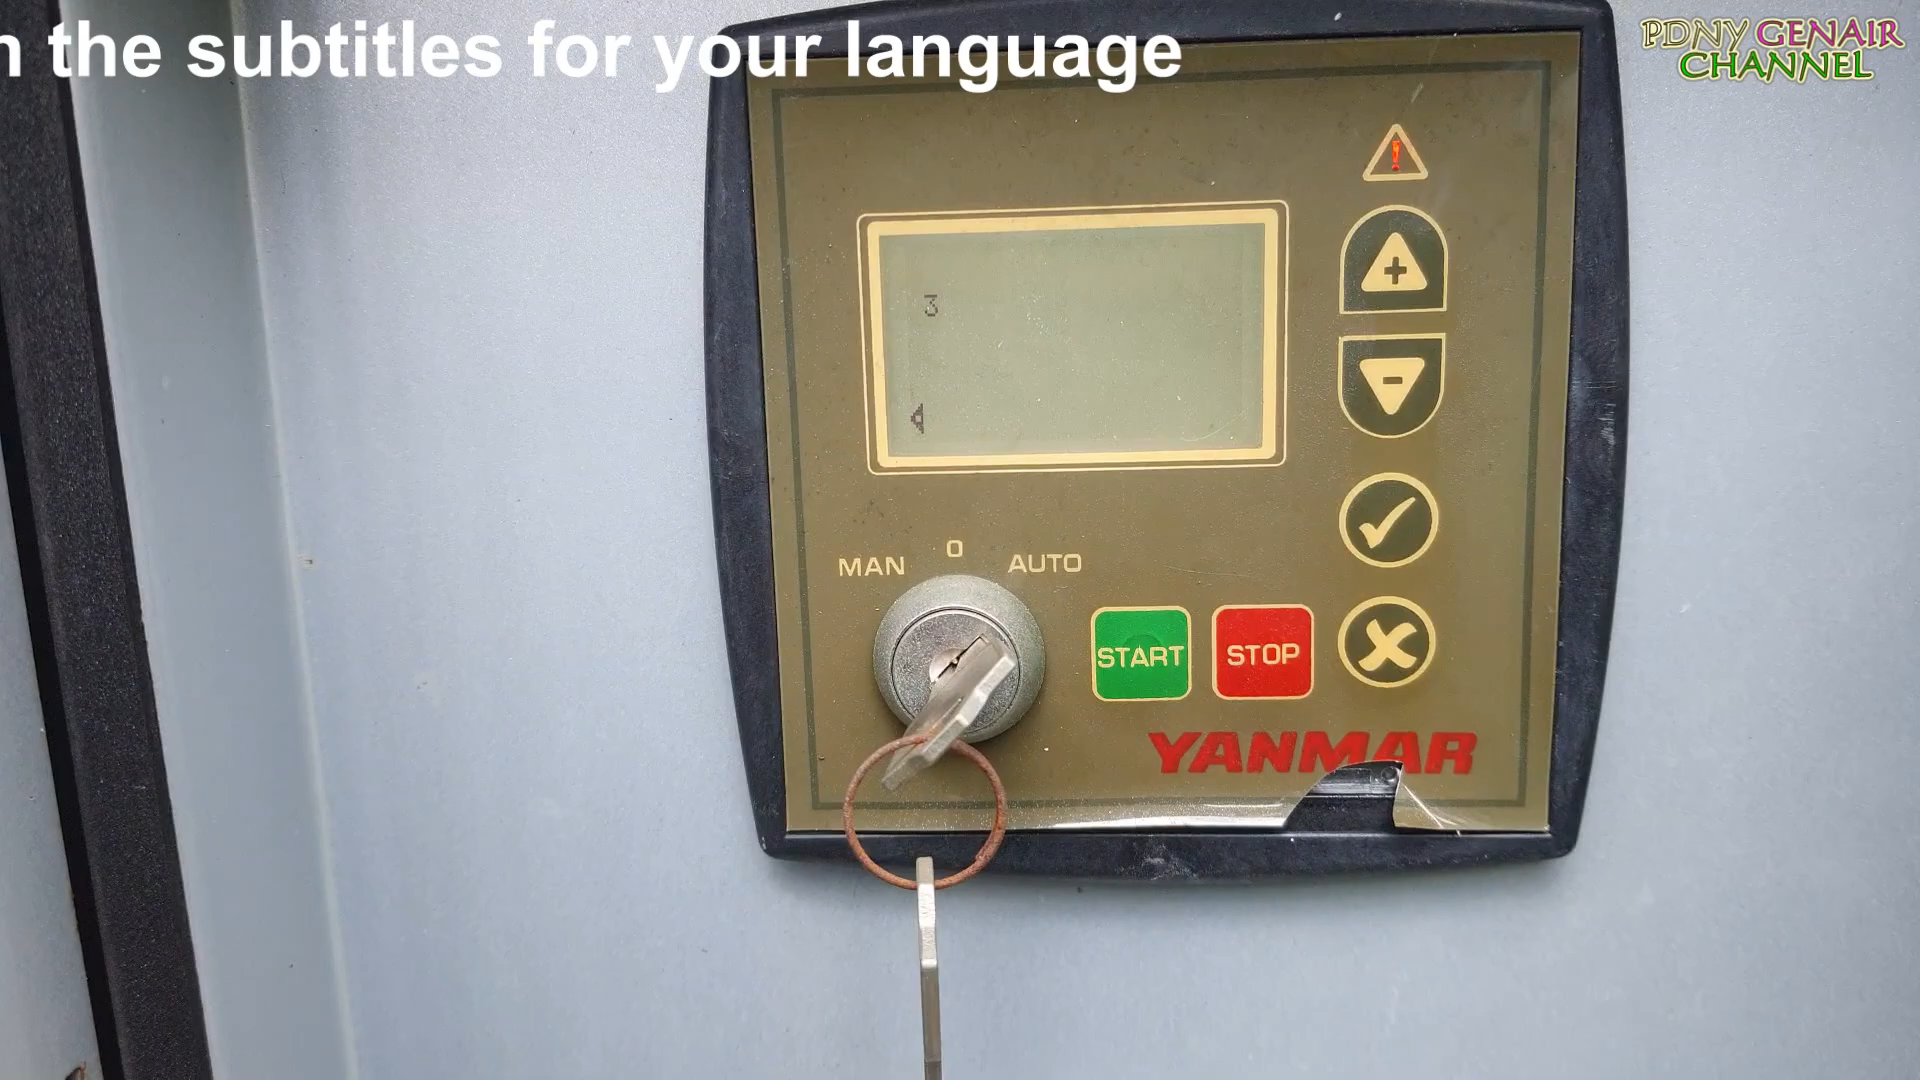 n the subtitles for your language
PDNY GENAIR
CHANNEL
3
MAN 0 AUTO
START STOP
YANMAR